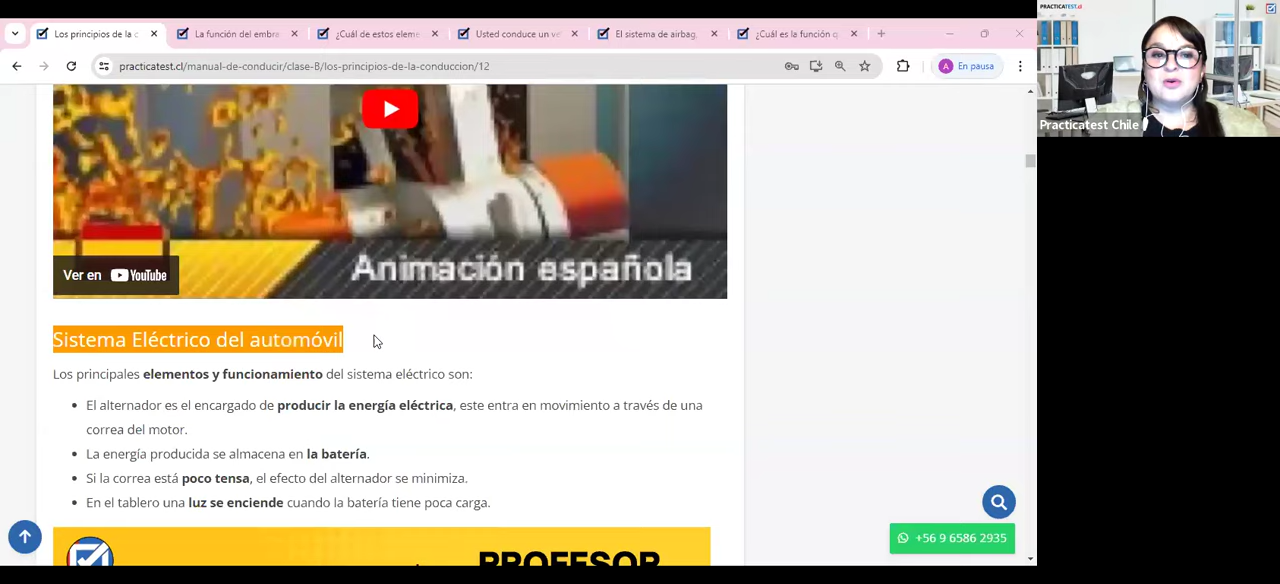 Los principios de la c
La función del embra
¿Cuál de estos eleme
Usted conduce un ve
El sistema de airbag,
¿Cuál es la función q
practicatest.cl/manual-de-conducir/clase-B/los-principios-de-la-conduccion/12
A
En pausa
PRACTICATEST.cl
Practicatest Chile
Animación española
Ver en YouTube
Sistema Eléctrico del automóvil
Los principales elementos y funcionamiento del sistema eléctrico son:
• El alternador es el encargado de producir la energía eléctrica, este entra en movimiento a través de una
correa del motor.
• La energía producida se almacena en la batería.
• Si la correa está poco tensa, el efecto del alternador se minimiza.
• En el tablero una luz se enciende cuando la batería tiene poca carga.
+56 9 6586 2935
PROFESOR